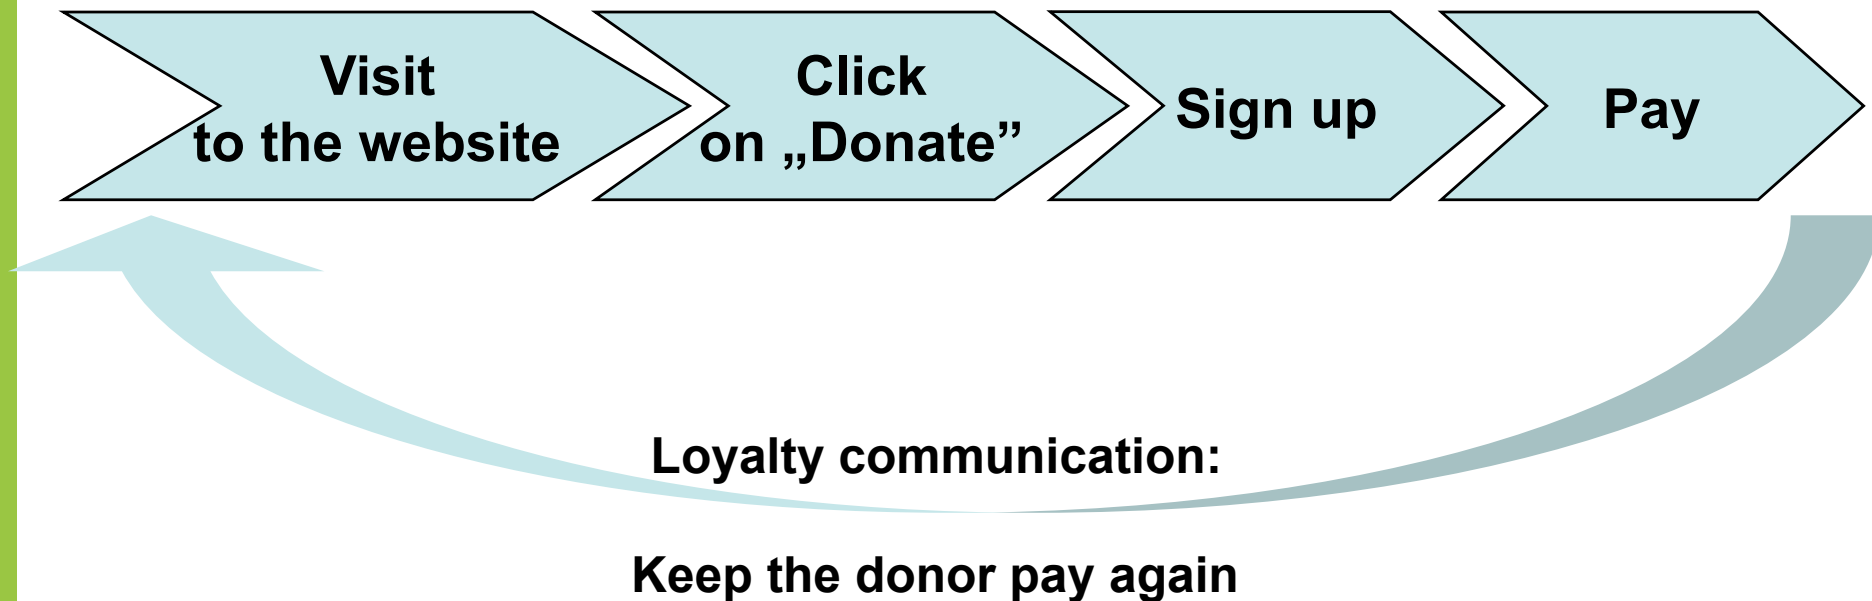 Visit
to the website
Click
on „Donate”
Sign up
Pay
Loyalty communication:
Keep the donor pay again